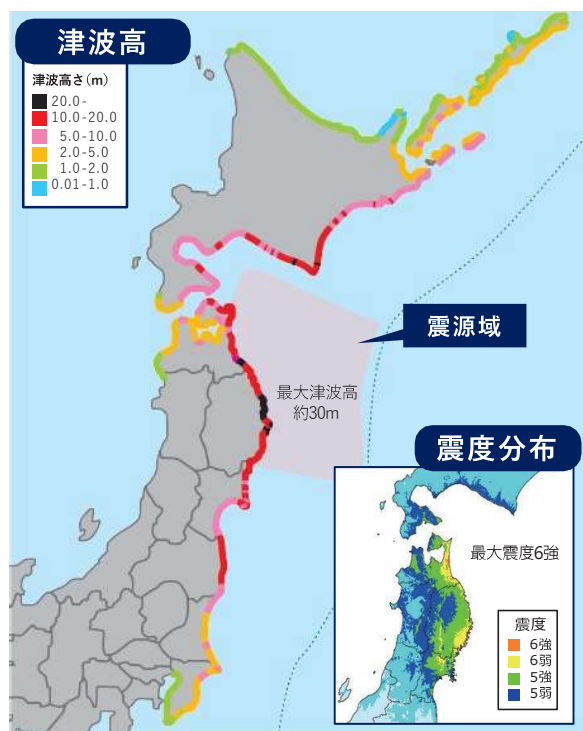 津波高
津波高さ(m)
20.0-
10.0-20.0
5.0-10.0
2.0-5.0
1.0-2.0
0.01-1.0
震源域
最大津波高
約30m
震度分布
最大震度6強
震度
6強
6弱
5強
5弱